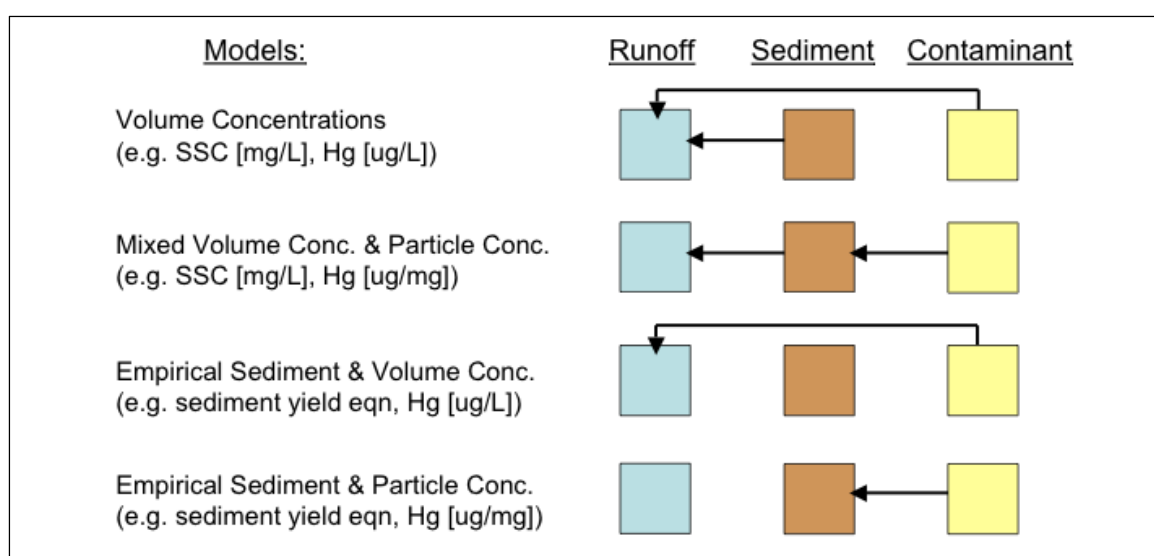 Models: Runoff Sediment Contaminant
Volume Concentrations
(e.g. SSC [mg/L], Hg [ug/L])
Mixed Volume Conc. & Particle Conc.
(e.g. SSC [mg/L], Hg [ug/mg])
Empirical Sediment & Volume Conc.
(e.g. sediment yield eqn, Hg [ug/L])
Empirical Sediment & Particle Conc.
(e.g. sediment yield eqn, Hg [ug/mg])